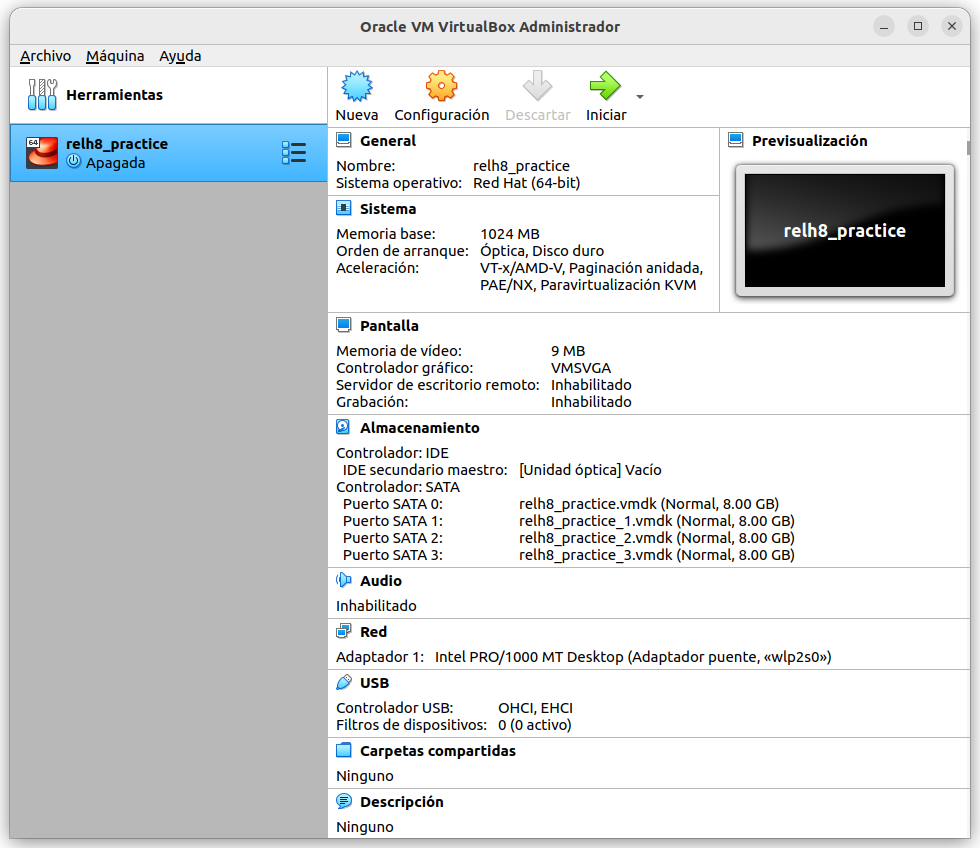 Oracle VM VirtualBox Administrador
Archivo Máquina Ayuda
Herramientas
64
relh8_practice
Apagada
Nueva Configuración Descartar Iniciar
General
Nombre: relh8_practice
Sistema operativo: Red Hat (64-bit)
Sistema
Memoria base: 1024 MB
Orden de arranque: Óptica, Disco duro
Aceleración: VT-x/AMD-V, Paginación anidada,
PAE/NX, Paravirtualización KVM
Previsualización
relh8_practice
Pantalla
Memoria de vídeo: 9 MB
Controlador gráfico: VMSVGA
Servidor de escritorio remoto: Inhabilitado
Grabación: Inhabilitado
Almacenamiento
Controlador: IDE
IDE secundario maestro: [Unidad óptica] Vacío
Controlador: SATA
Puerto SATA 0: relh8_practice.vmdk (Normal, 8.00 GB)
Puerto SATA 1: relh8_practice_1.vmdk (Normal, 8.00 GB)
Puerto SATA 2: relh8_practice_2.vmdk (Normal, 8.00 GB)
Puerto SATA 3: relh8_practice_3.vmdk (Normal, 8.00 GB)
Audio
Inhabilitado
Red
Adaptador 1: Intel PRO/1000 MT Desktop (Adaptador puente, «wlp2s0»)
USB
Controlador USB: OHCI, EHCI
Filtros de dispositivos: 0 (0 activo)
Carpetas compartidas
Ninguno
Descripción
Ninguno